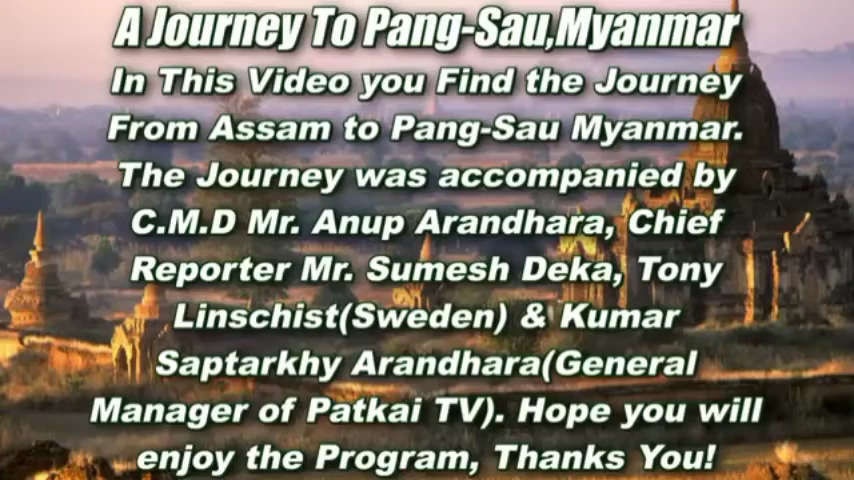 A Journey To Pang-Sau,Myanmar
In This Video you Find the Journey
From Assam to Pang-Sau Myanmar.
The Journey was accompanied by
C.M.D Mr. Anup Arandhara, Chief
Reporter Mr. Sumesh Deka, Tony
Linschist(Sweden) & Kumar
Saptarkhy Arandhara(General
Manager of Patkai TV). Hope you will
enjoy the Program, Thanks You!